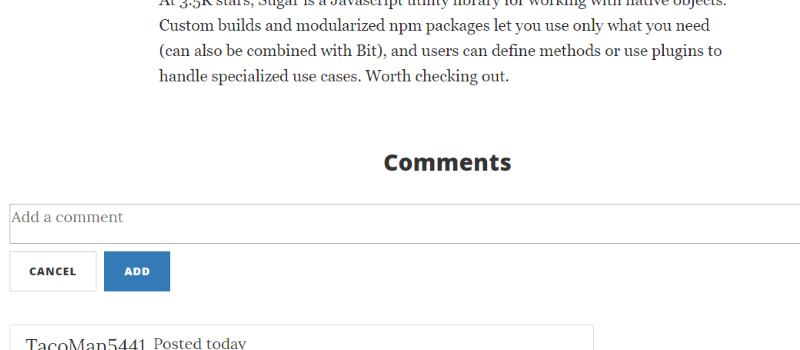 At 3.5K stars, Sugar is a Javascript utility library for working with native objects.
Custom builds and modularized npm packages let you use only what you need
(can also be combined with Bit), and users can define methods or use plugins to
handle specialized use cases. Worth checking out.
Comments
Add a comment
CANCEL ADD
TacoMan5441 Posted today